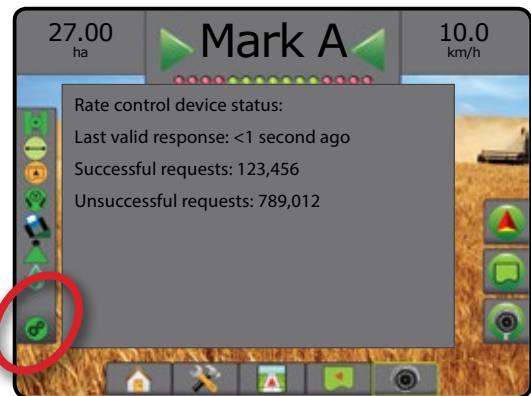 27.00
ha
Mark A
10.0
km/h
Rate control device status:
Last valid response: <1 second ago
Successful requests: 123,456
Unsuccessful requests: 789,012